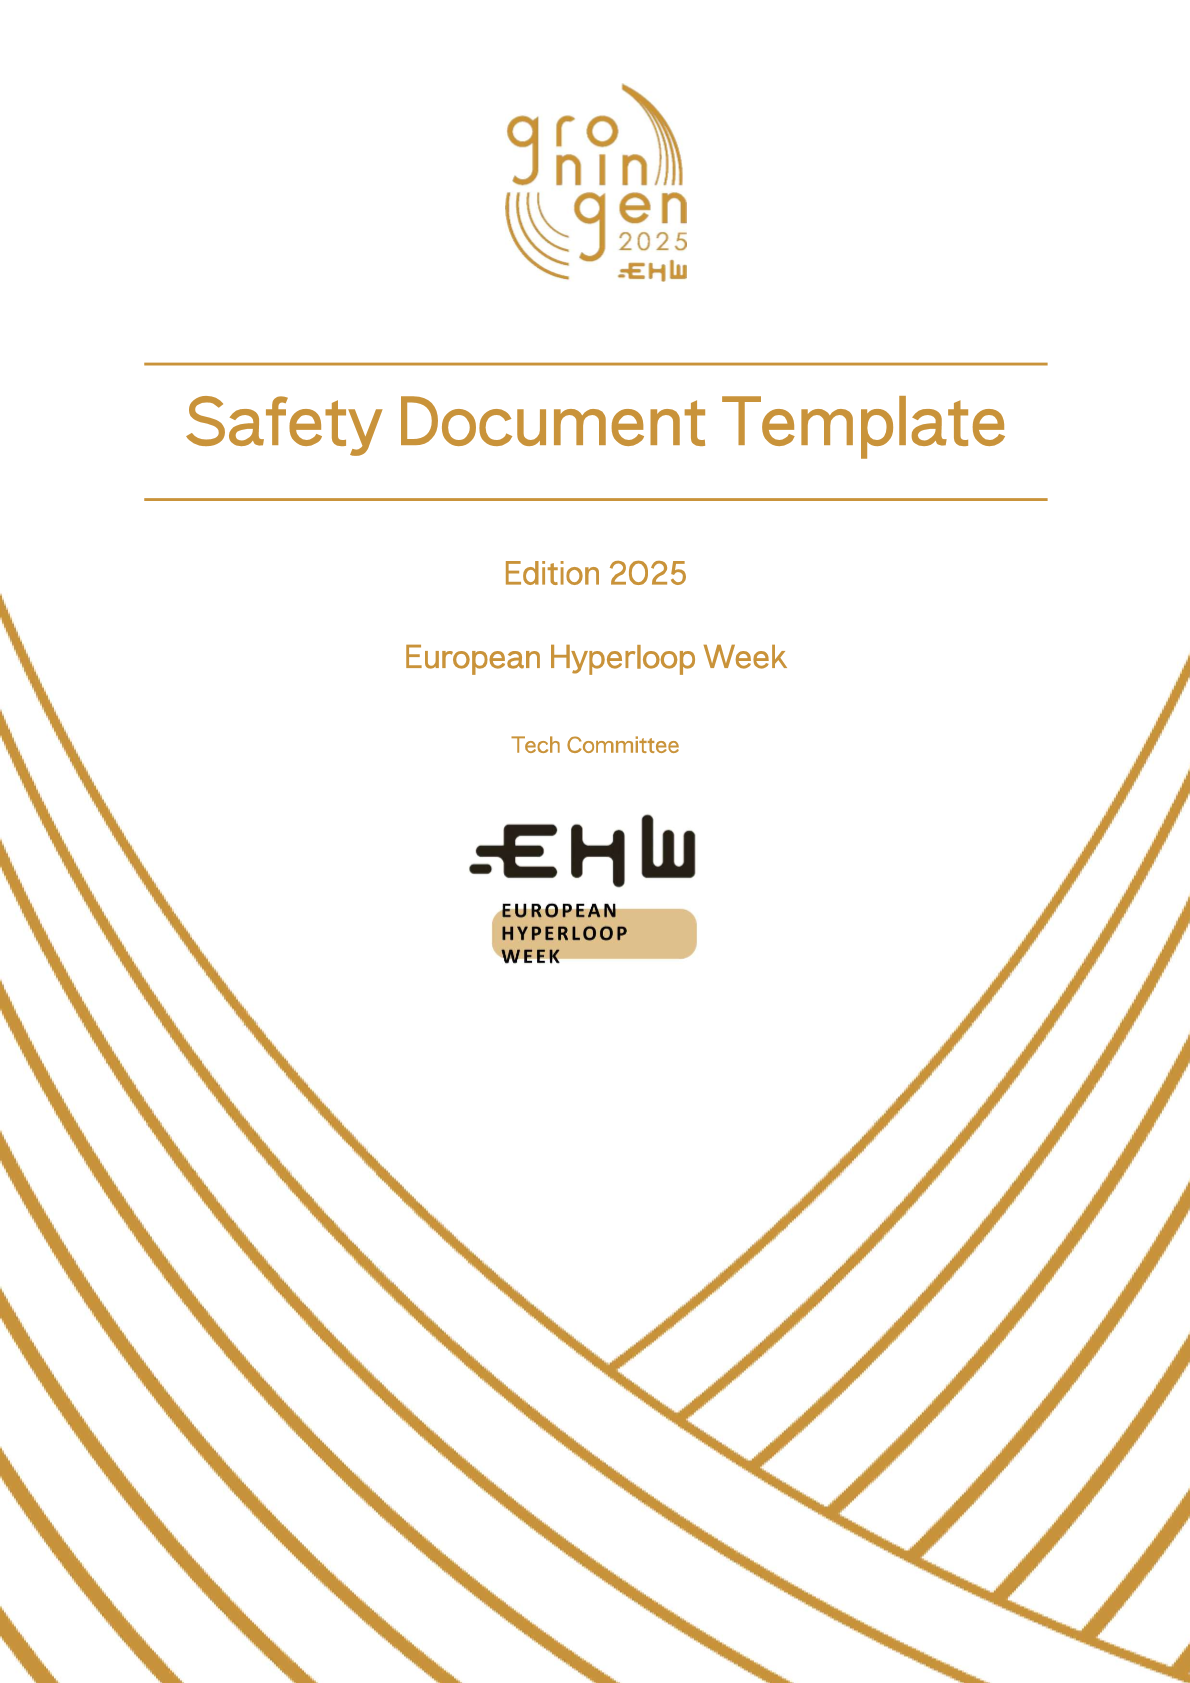 gro
nin
gen
2025
EHW
Safety Document Template
Edition 2025
European Hyperloop Week
Tech Committee
EHW
EUROPEAN
HYPERLOOP
WEEK